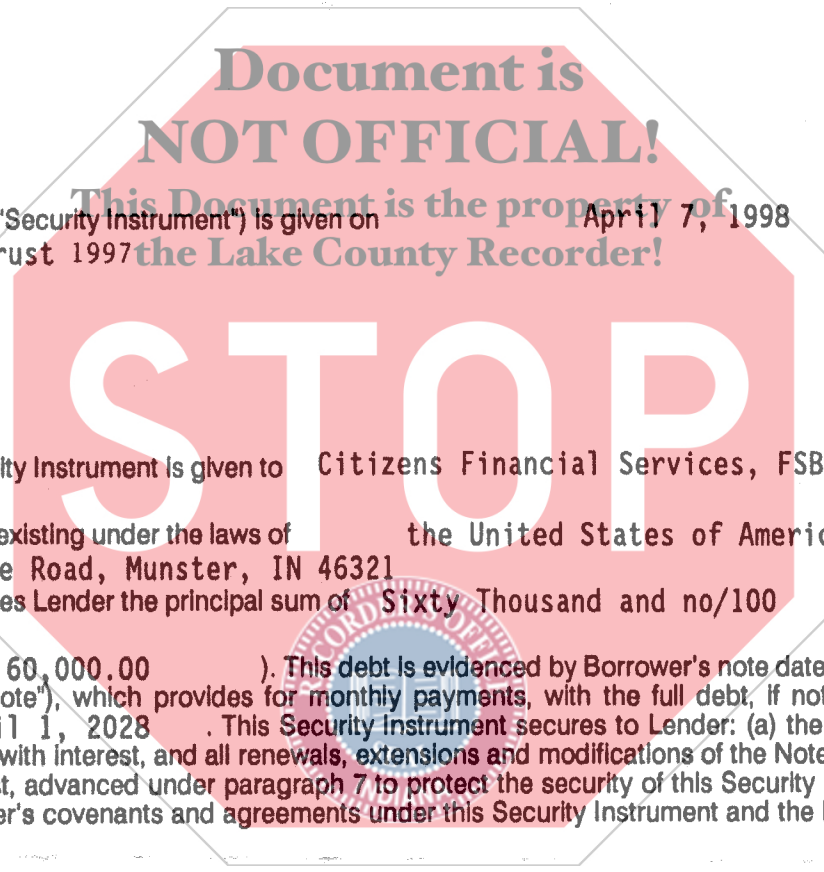 Document is
NOT OFFICIAL!
This Document is the property of
the Lake County Recorder!
STOP
"Security Instrument") is given on April 7, 1998
rust 1997
ity Instrument is given to Citizens Financial Services, FSB
existing under the laws of the United States of Americ
e Road, Munster, IN 46321
es Lender the principal sum of Sixty Thousand and no/100
60,000.00 ). This debt is evidenced by Borrower's note date
ote"), which provides for monthly payments, with the full debt, if not
il 1, 2028 . This Security Instrument secures to Lender: (a) the
with interest, and all renewals, extensions and modifications of the Note
t, advanced under paragraph 7 to protect the security of this Security
er's covenants and agreements under this Security Instrument and the
RECORDER'S OFFICE
INDIANA